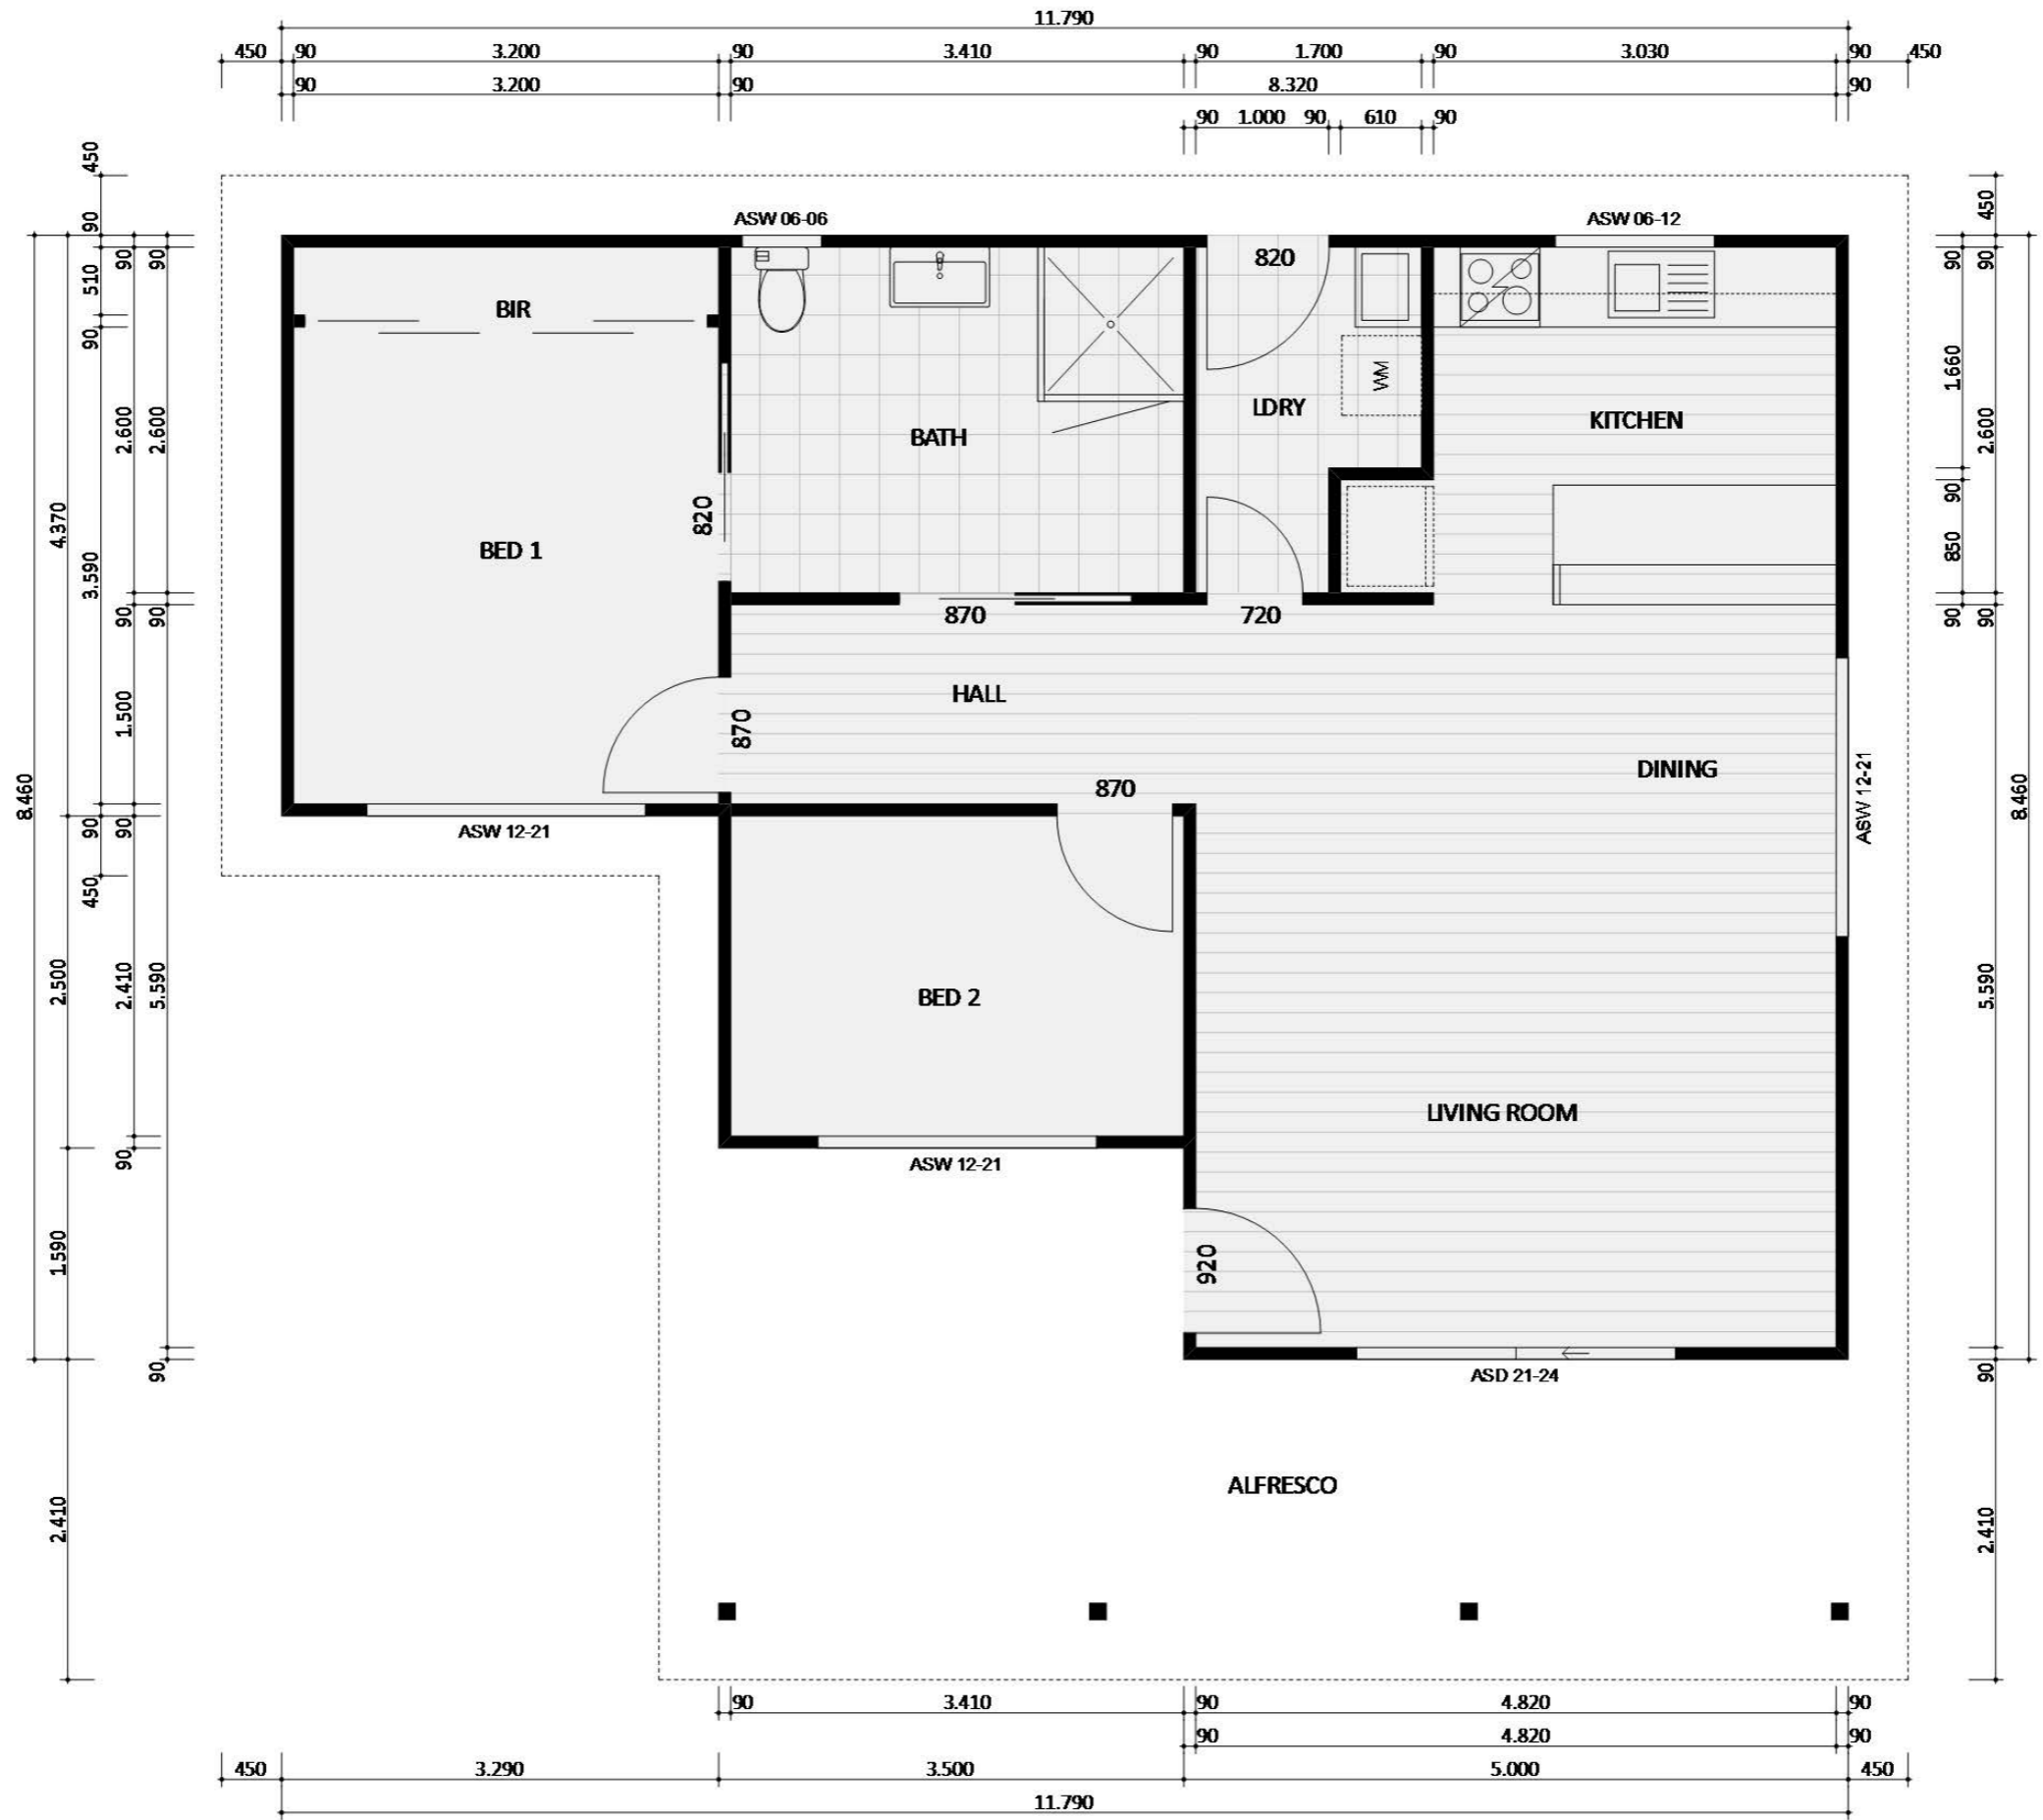 11.790
450 90 3.200 90 3.410 90 1.700 90 3.030 90 450
90 3.200 90 8.320 90
90 1.000 90 610 90
450
90
510
90
2.600
3.590
90
1.500
90
450
90
2.600
90
2.410
90
90
5.590
90
4.370
2.500
1.590
2.410
8.460
ASW 06-06
ASW 06-12
820
BIR
WM
LDRY
KITCHEN
BATH
820
BED 1
870
720
HALL
870
870
DINING
ASW 12-21
ASW 12-21
BED 2
LIVING ROOM
ASW 12-21
920
ASD 21-24
ALFRESCO
450
90
90
1.660
2.600
90
850
90
90
5.590
90
2.410
8.460
90 3.410 90 4.820 90
90 4.820 90
450 3.290 3.500 5.000 450
11.790